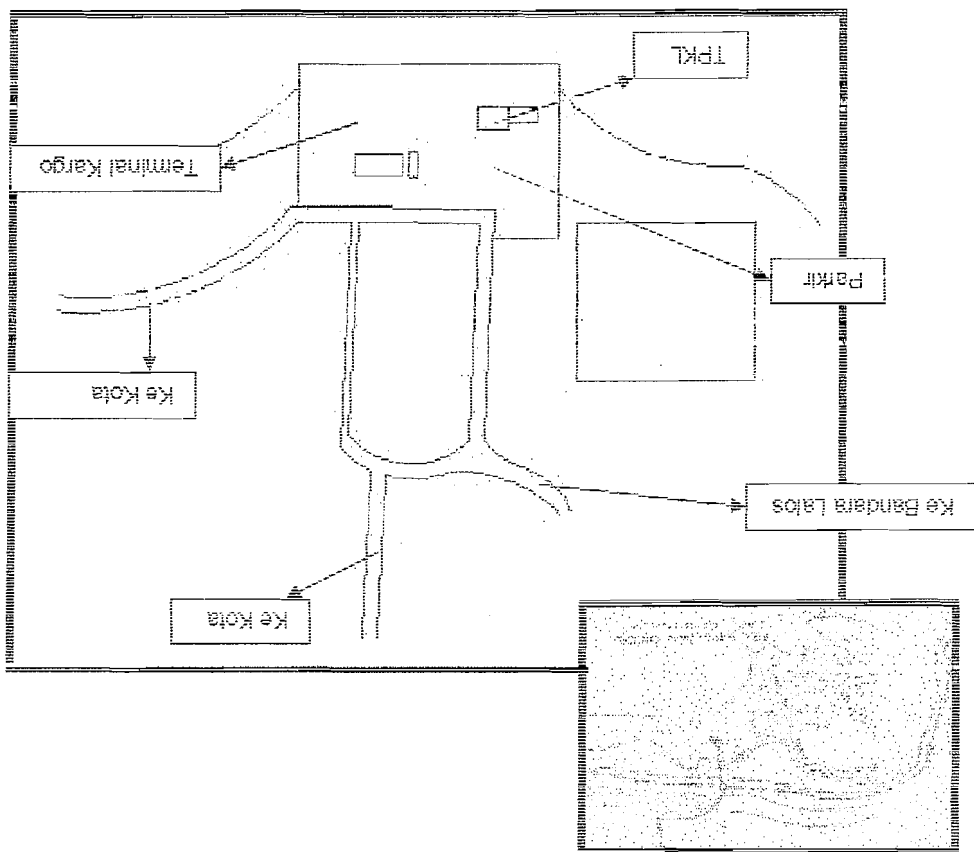 Ke Kota
Ke Bandara Lalos
Ke Kota
Parkir
Terminal Kargo
TPKL